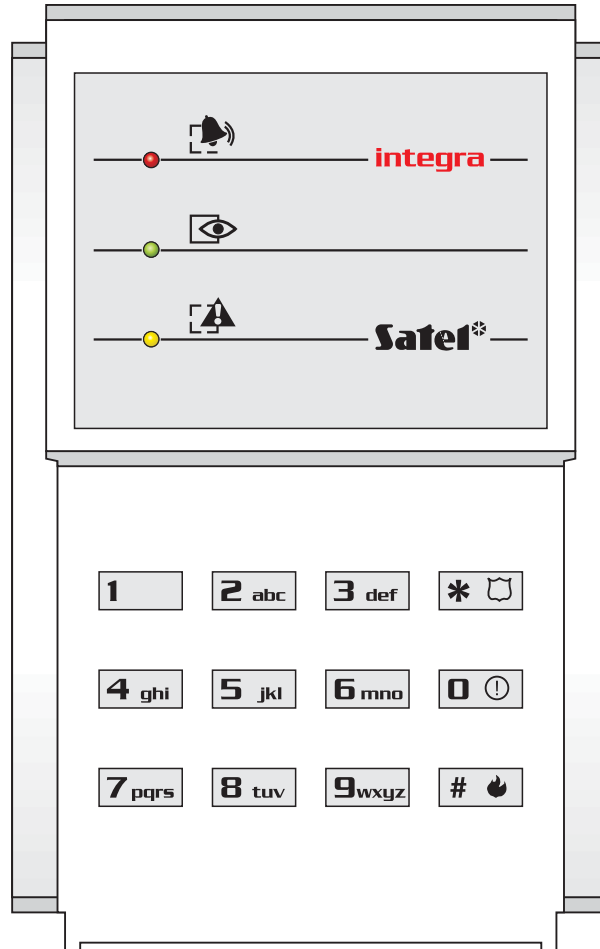 integra
Satel
1 2 abc 3 def *
4 ghi 5 jkl 6 mno 0
7 pqrs 8 tuv 9 wxyz #